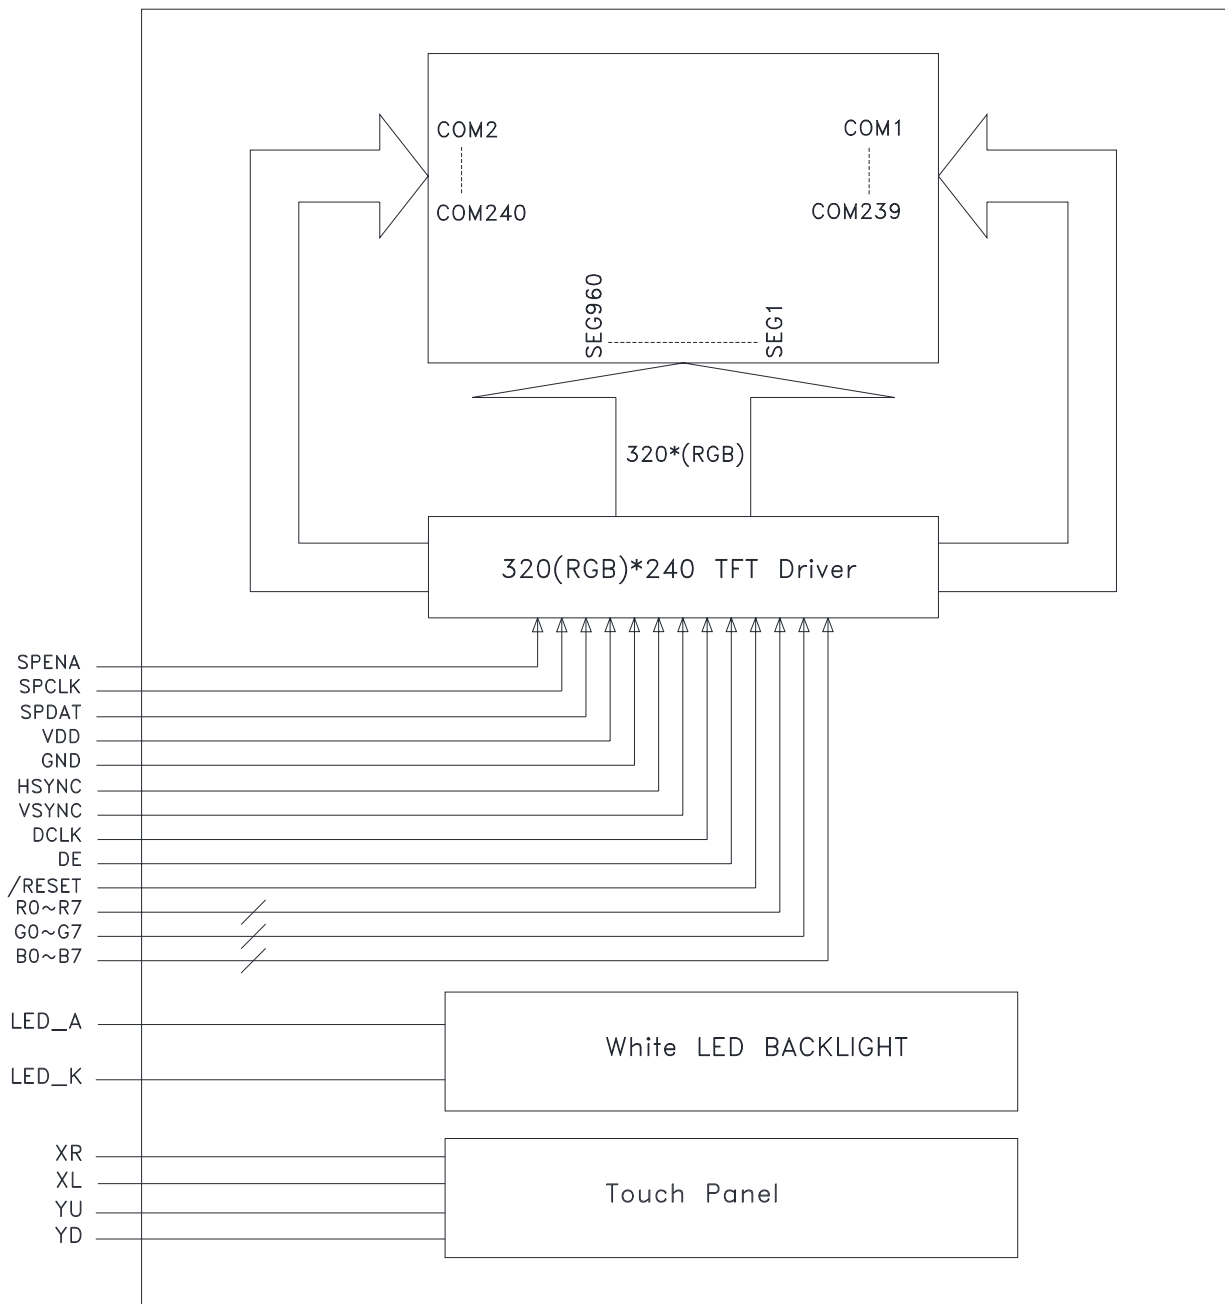 COM2
COM1
COM240
COM239
SEG960
SEG1
320*(RGB)
320(RGB)*240 TFT Driver
SPENA
SPCLK
SPDAT
VDD
GND
HSYNC
VSYNC
DCLK
DE
/RESET
R0~R7
G0~G7
B0~B7
LED_A
White LED BACKLIGHT
LED_K
XR
XL
Touch Panel
YU
YD